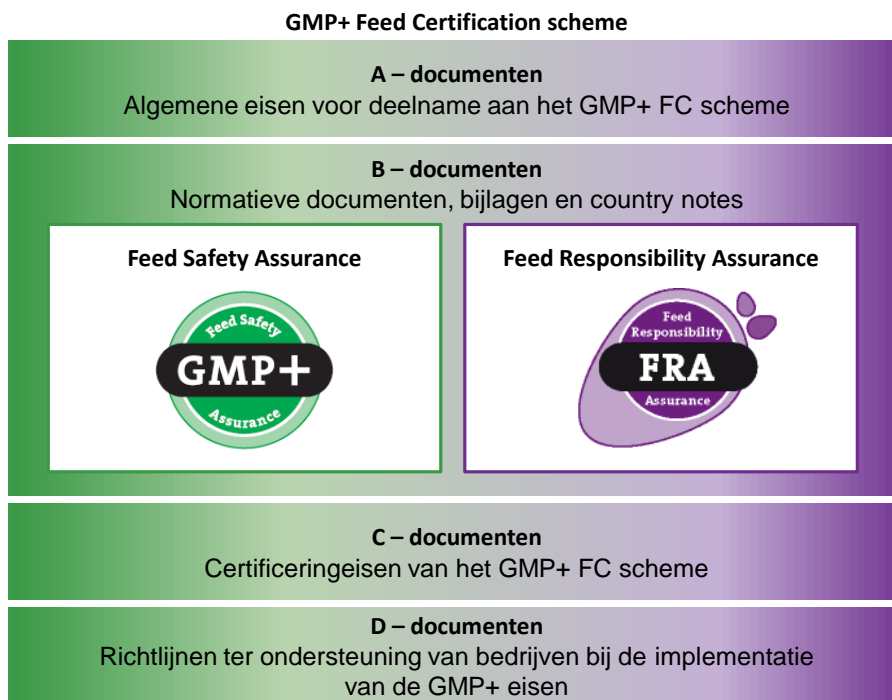 GMP+ Feed Certification scheme
A – documenten
Algemene eisen voor deelname aan het GMP+ FC scheme
B – documenten
Normatieve documenten, bijlagen en country notes
Feed Safety Assurance
Feed Safety
GMP+
Assurance
Feed Responsibility Assurance
Feed
Responsibility
FRA
Assurance
C – documenten
Certificeringeisen van het GMP+ FC scheme
D – documenten
Richtlijnen ter ondersteuning van bedrijven bij de implementatie
van de GMP+ eisen